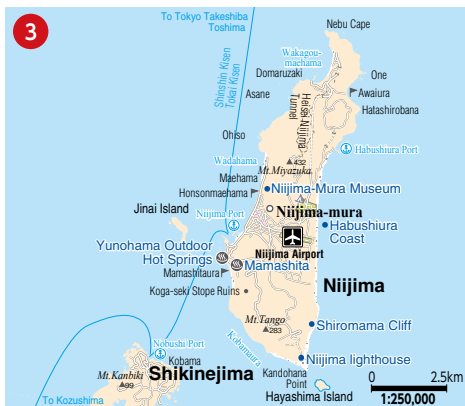 3
To Tokyo Takeshiba
Toshima
Nebu Cape
Wakagou-
machama
Domaruzaki
One
Shinshin Kisen
Tokai Kisen
Asane
Awaiura
Hatashirobana
Heisei-Niijima
Tunnel
Ohiso
Habushiura Port
Wadahama
432
Mt.Miyazuka
Maehama
Honsonmaehama
Niijima-Mura Museum
Jinai Island
Niijima Port
Niijima-mura
Habushiura
Coast
Yunohama Outdoor
Hot Springs
Niijima Airport
Mamashita
Mamashitaura
Niijima
Koga-seki Stope Ruins
Mt.Tango
283
Shiromama Cliff
Kobamaura
Nobushi Port
Kobama
Mt.Kanbiki
99
Shikinejima
Niijima lighthouse
Kandohana
Point
Hayashima Island
To Kozushima
0 2.5km
1:250,000